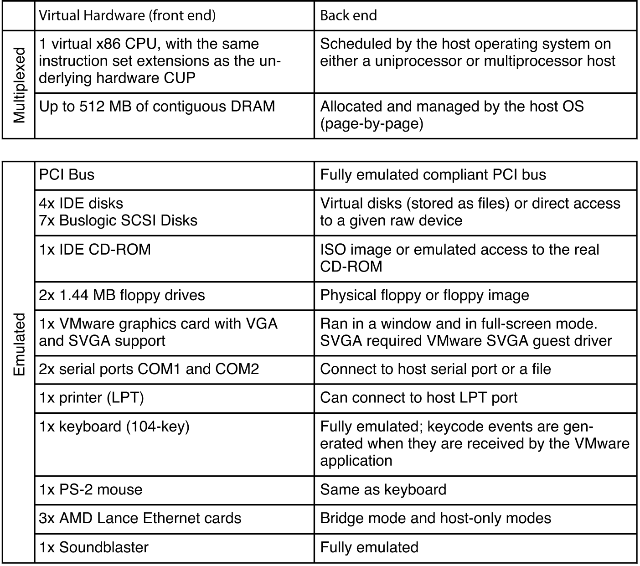 Virtual Hardware (front end)
Back end
Multiplexed
1 virtual x86 CPU, with the same
instruction set extensions as the un-
derlying hardware CUP
Scheduled by the host operating system on
either a uniprocessor or multiprocessor host
Up to 512 MB of contiguous DRAM
Allocated and managed by the host OS
(page-by-page)
Emulated
PCI Bus
Fully emulated compliant PCI bus
4x IDE disks
7x Buslogic SCSI Disks
Virtual disks (stored as files) or direct access
to a given raw device
1x IDE CD-ROM
ISO image or emulated access to the real
CD-ROM
2x 1.44 MB floppy drives
Physical floppy or floppy image
1x VMware graphics card with VGA
and SVGA support
Ran in a window and in full-screen mode.
SVGA required VMware SVGA guest driver
2x serial ports COM1 and COM2
Connect to host serial port or a file
1x printer (LPT)
Can connect to host LPT port
1x keyboard (104-key)
Fully emulated; keycode events are gen-
erated when they are received by the VMware
application
1x PS-2 mouse
Same as keyboard
3x AMD Lance Ethernet cards
Bridge mode and host-only modes
1x Soundblaster
Fully emulated